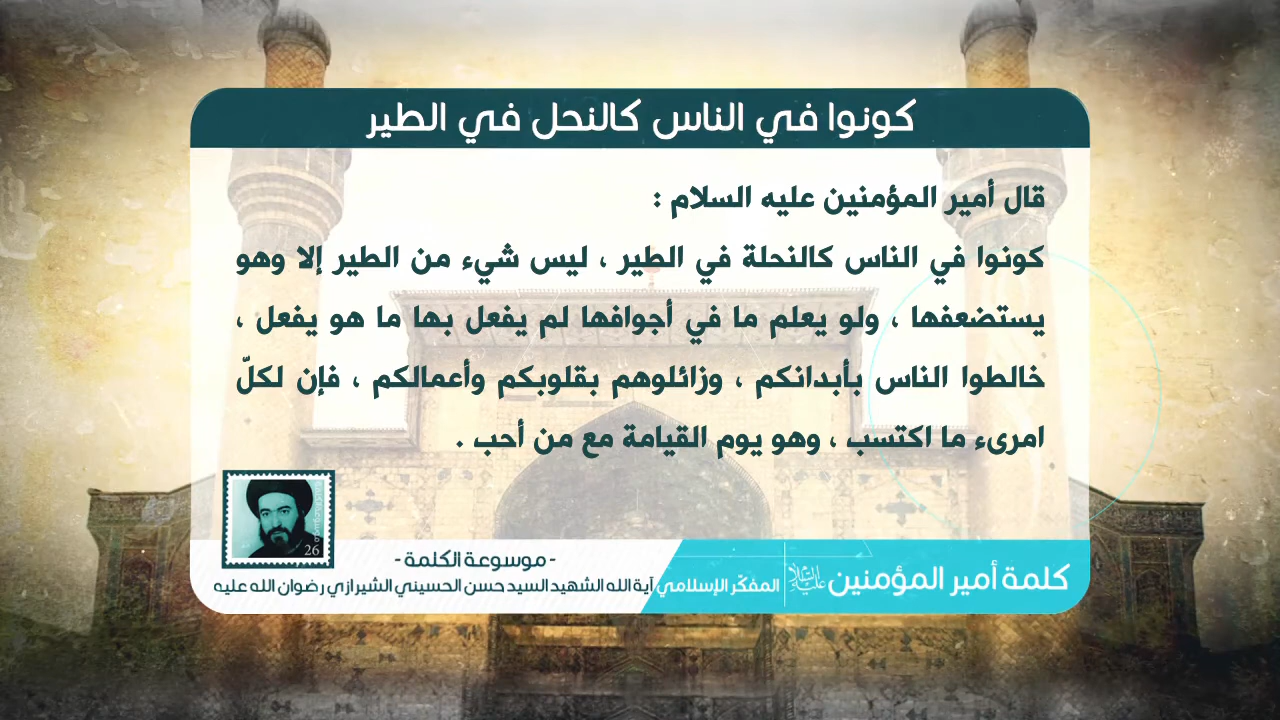 كونوا في الناس كالنحل في الطير
قال أمير المؤمنين عليه السلام :
كونوا في الناس كالنحلة في الطير ، ليس شيء من الطير إلا وهو
يستضعفها ، ولو يعلم ما في أجوافها لم يفعل بها ما هو يفعل ،
خالطوا الناس بأبدانكم ، وزائلوهم بقلوبكم وأعمالكم ، فإن لكلّ
امرىء ما اكتسب ، وهو يوم القيامة مع من أحب .
26
كلمة أمير المؤمنين عليه السلام
- موسوعة الكلمة -
المفكّر الإسلامي آية الله الشهيد السيد حسن الحسيني الشيرازي رضوان الله عليه